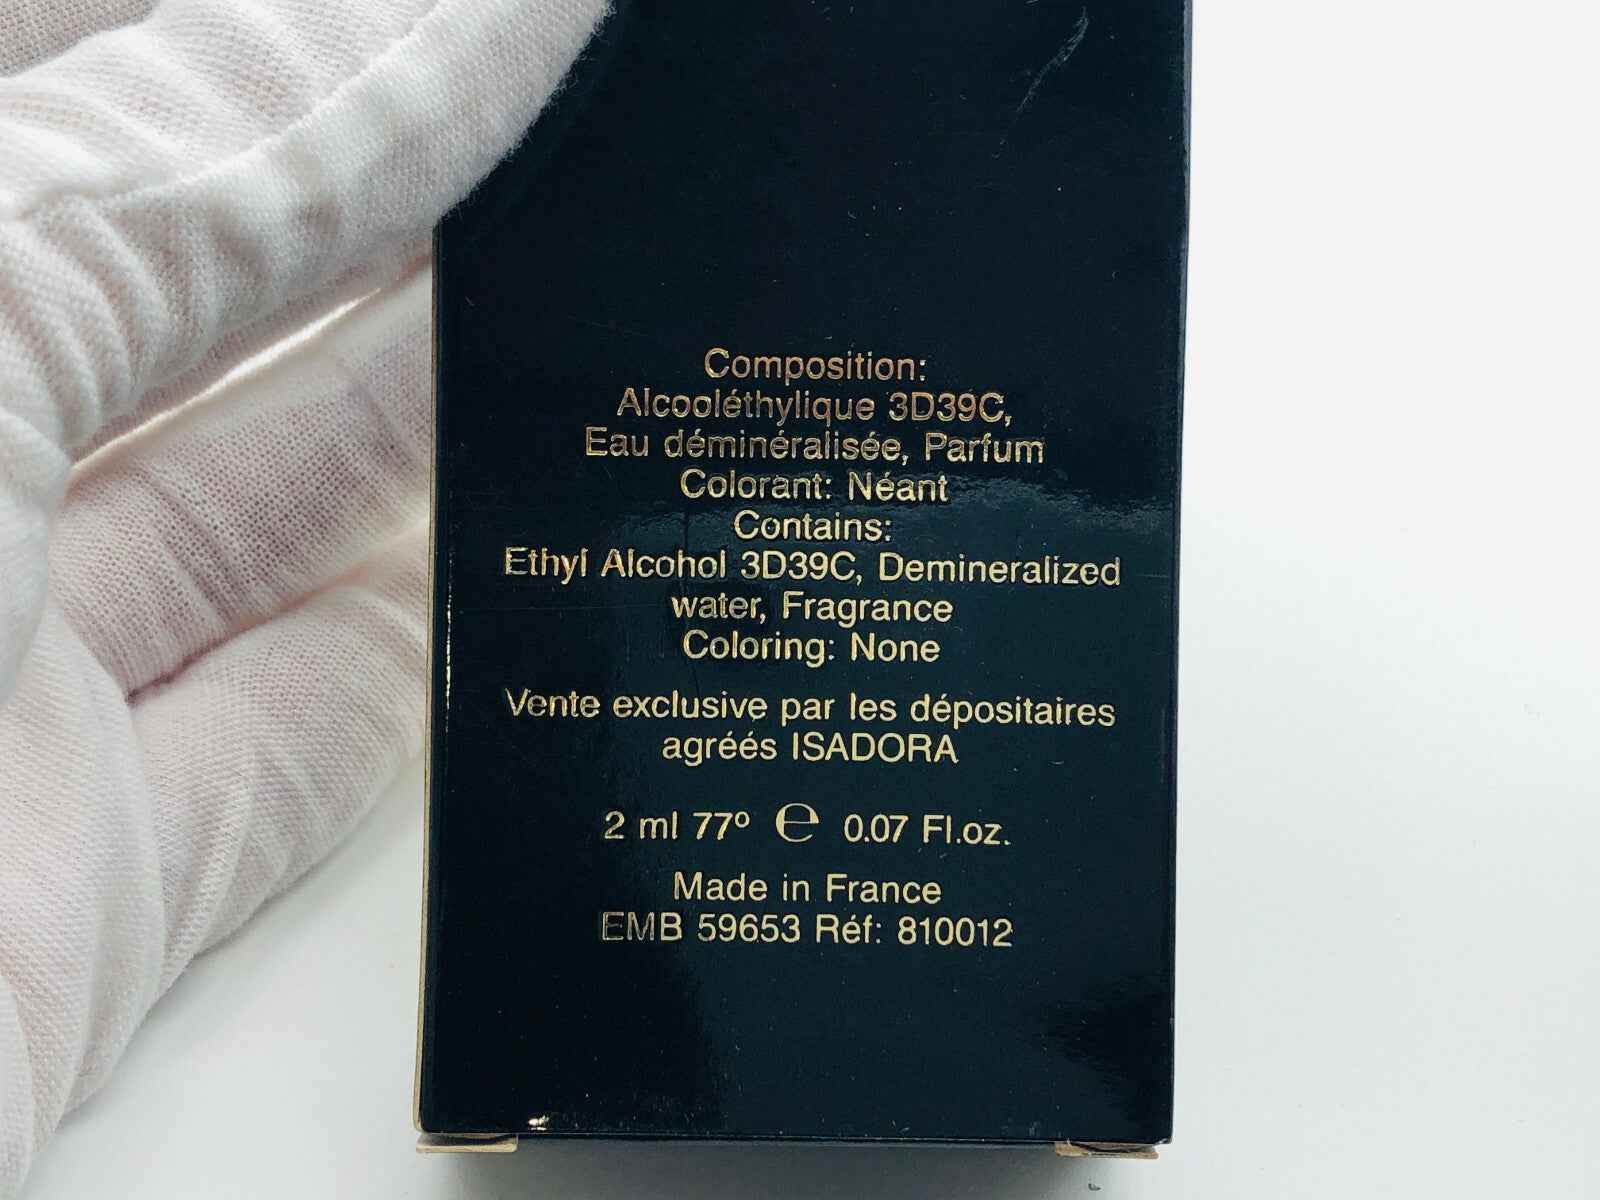 Composition:
Alcooléthylique 3D39C,
Eau déminéralisée, Parfum
Colorant: Néant
Contains:
Ethyl Alcohol 3D39C, Demineralized
water, Fragrance
Coloring: None
Vente exclusive par les dépositaires
agréés ISADORA
2 ml 77º ℮ 0.07 Fl.oz.
Made in France
EMB 59653 Réf: 810012